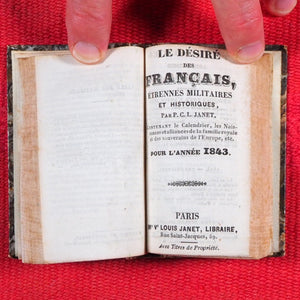 LE DÉSIRÉ
DES
FRANÇAIS,
ETRENNES MILITAIRES
ET HISTORIQUES,
PAR P. C. L. JANET,
CONTENANT le Calendrier, les Nais-
sances et alliances de la famille royale
et des souverains de l'Europe, etc.
POUR L'ANNÉE 1843.
PARIS
Mme Ve LOUIS JANET, LIBRAIRE,
Rue Saint-Jacques, 59.
Avec Titres de Propriété.